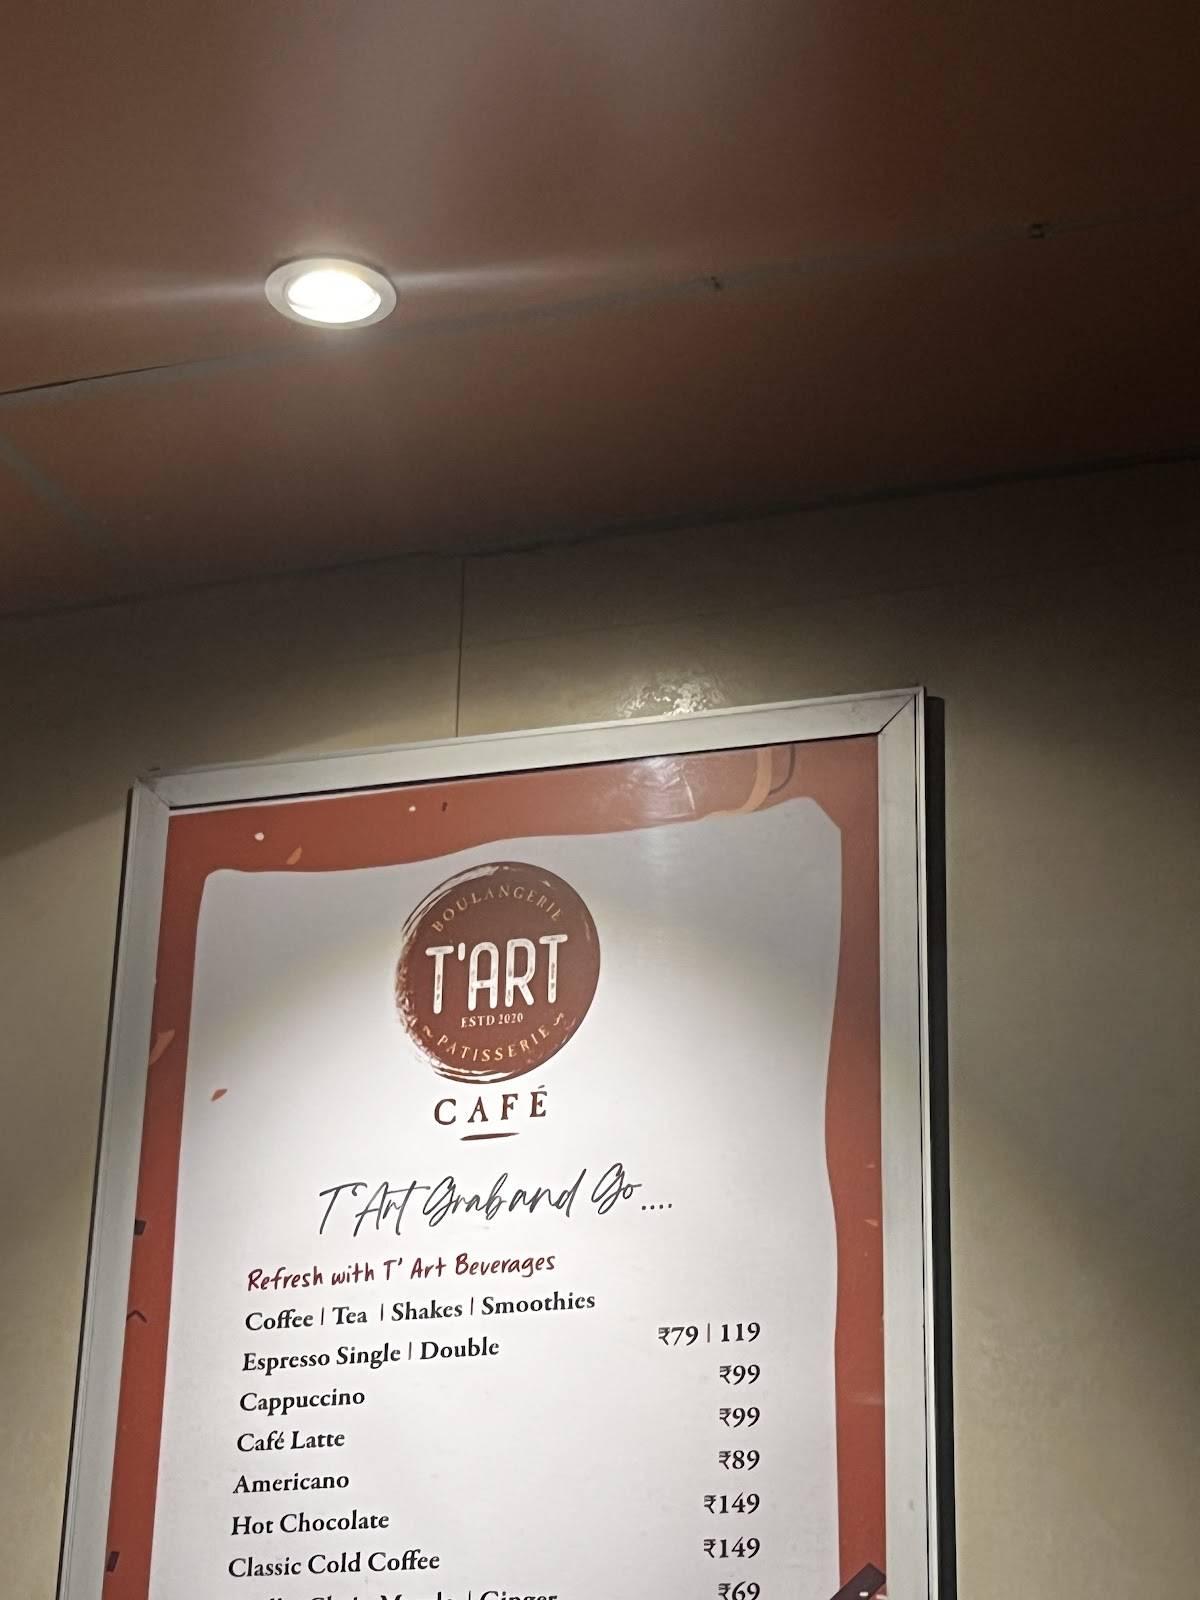 BOULANGERIE
T'ART
ESTD 2020
PATISSERIE
CAFÉ
T'Art Grab and Go....
Refresh with T' Art Beverages
Coffee | Tea | Shakes | Smoothies
Espresso Single | Double ₹79 | 119
Cappuccino ₹99
Café Latte ₹99
Americano ₹89
Hot Chocolate ₹149
Classic Cold Coffee ₹149
| Ginger ₹69